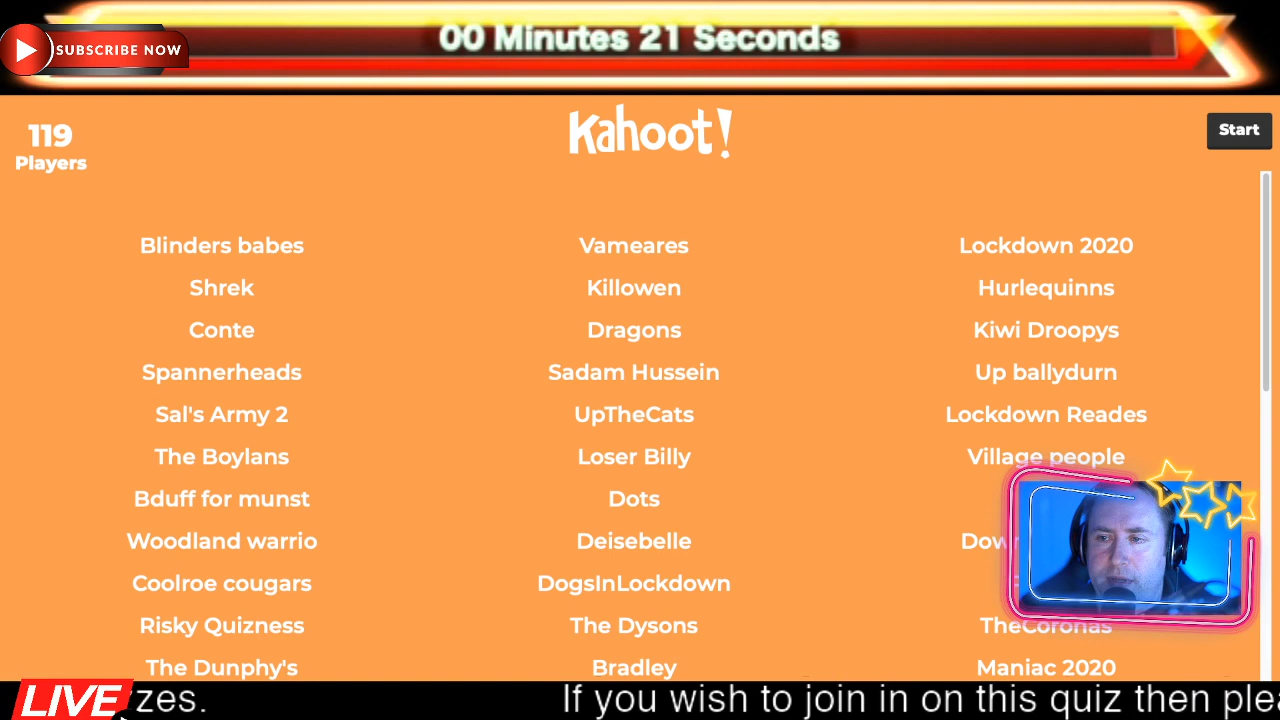 00 Minutes 21 Seconds
SUBSCRIBE NOW
119
Players
Kahoot!
Start
Blinders babes Vameares Lockdown 2020
Shrek Killowen Hurlequinns
Conte Dragons Kiwi Droopys
Spannerheads Sadam Hussein Up ballydurn
Sal's Army 2 UpTheCats Lockdown Reades
The Boylans Loser Billy Village people
Bduff for munst Dots
Woodland warrio Deisebelle
Coolroe cougars DogsInLockdown
Risky Quizness The Dysons TheCoronas
The Dunphy's Bradley Maniac 2020
LIVE zzes. If you wish to join in on this quiz then plea